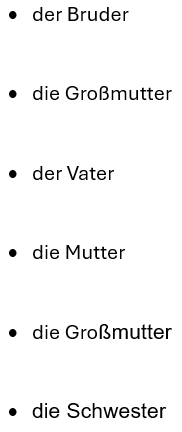 • der Bruder
• die Großmutter
• der Vater
• die Mutter
• die Großmutter
• die Schwester